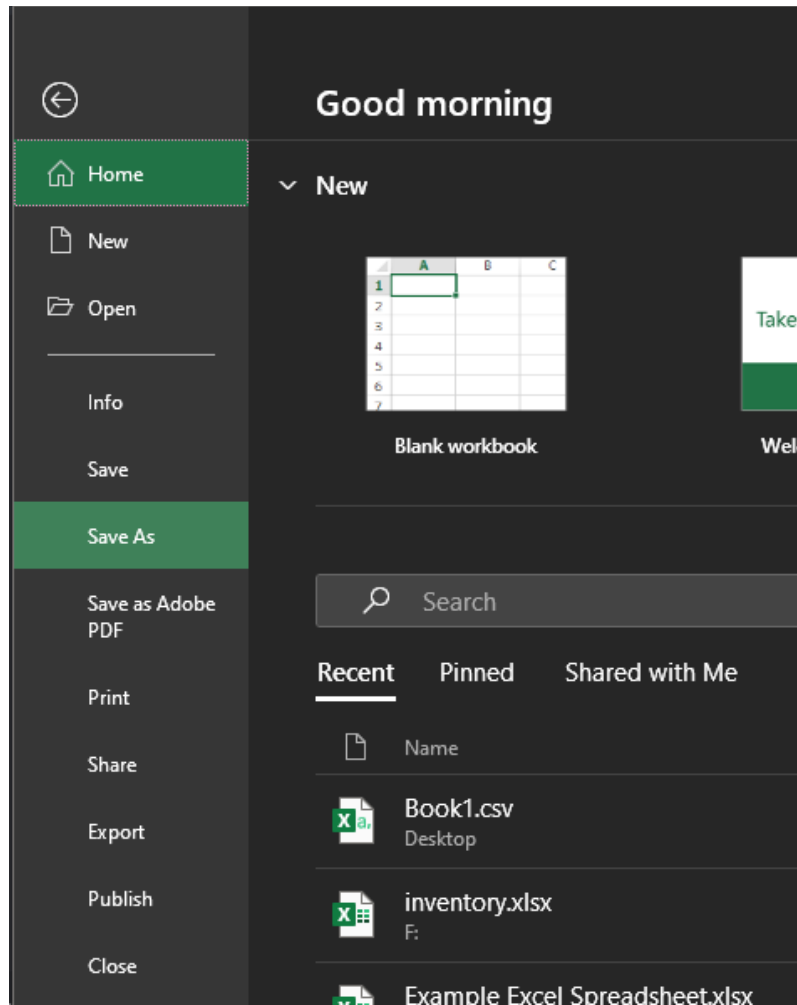 Good morning
Home
New
Open
Info
Save
Save As
Save as Adobe
PDF
Print
Share
Export
Publish
Close
New
A B C
1
2
3
4
5
6
7
Take
Blank workbook
Wel
Search
Recent Pinned Shared with Me
Name
Book1.csv
Desktop
inventory.xlsx
F:
Example Excel Spreadsheet.xlsx